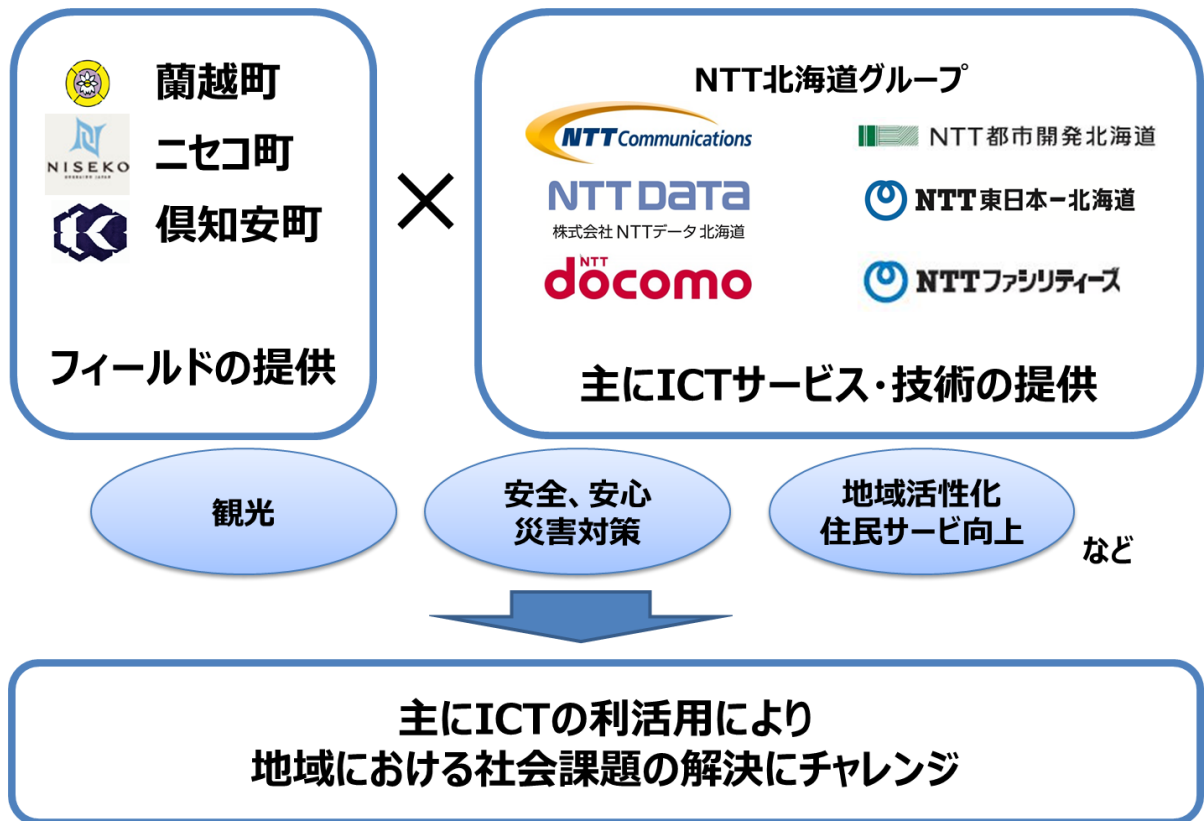 蘭越町
NISEKO
HOKKAIDO JAPAN
ニセコ町
倶知安町
フィールドの提供
×
NTT北海道グループ
NTT Communications
NTT都市開発北海道
NTT DATA
株式会社NTTデータ北海道
NTT東日本ー北海道
NTT docomo
NTTファシリティーズ
主にICTサービス・技術の提供
観光
安全、安心
災害対策
地域活性化
住民サービ向上
など
主にICTの利活用により
地域における社会課題の解決にチャレンジ